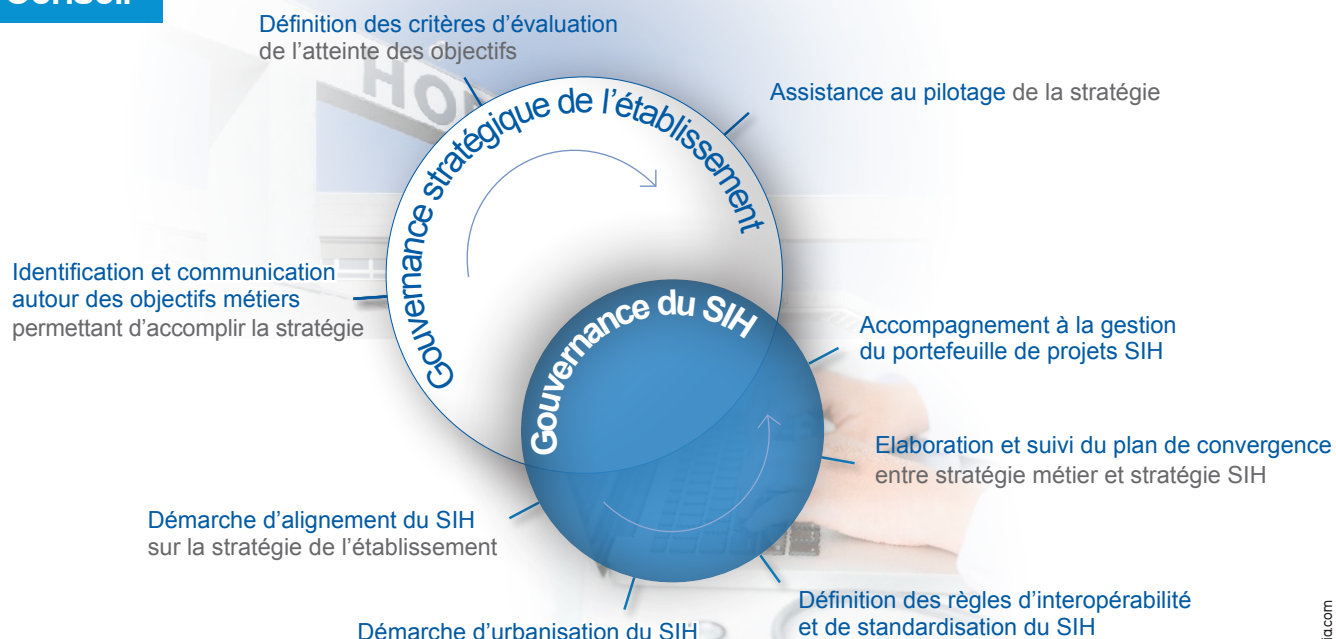 Conseil
Définition des critères d’évaluation
de l’atteinte des objectifs
Assistance au pilotage de la stratégie
Gouvernance stratégique de l’établissement
Identification et communication
autour des objectifs métiers
permettant d’accomplir la stratégie
Gouvernance du SIH
Accompagnement à la gestion
du portefeuille de projets SIH
Elaboration et suivi du plan de convergence
entre stratégie métier et stratégie SIH
Démarche d’alignement du SIH
sur la stratégie de l’établissement
Définition des règles d’interopérabilité
et de standardisation du SIH
Démarche d’urbanisation du SIH